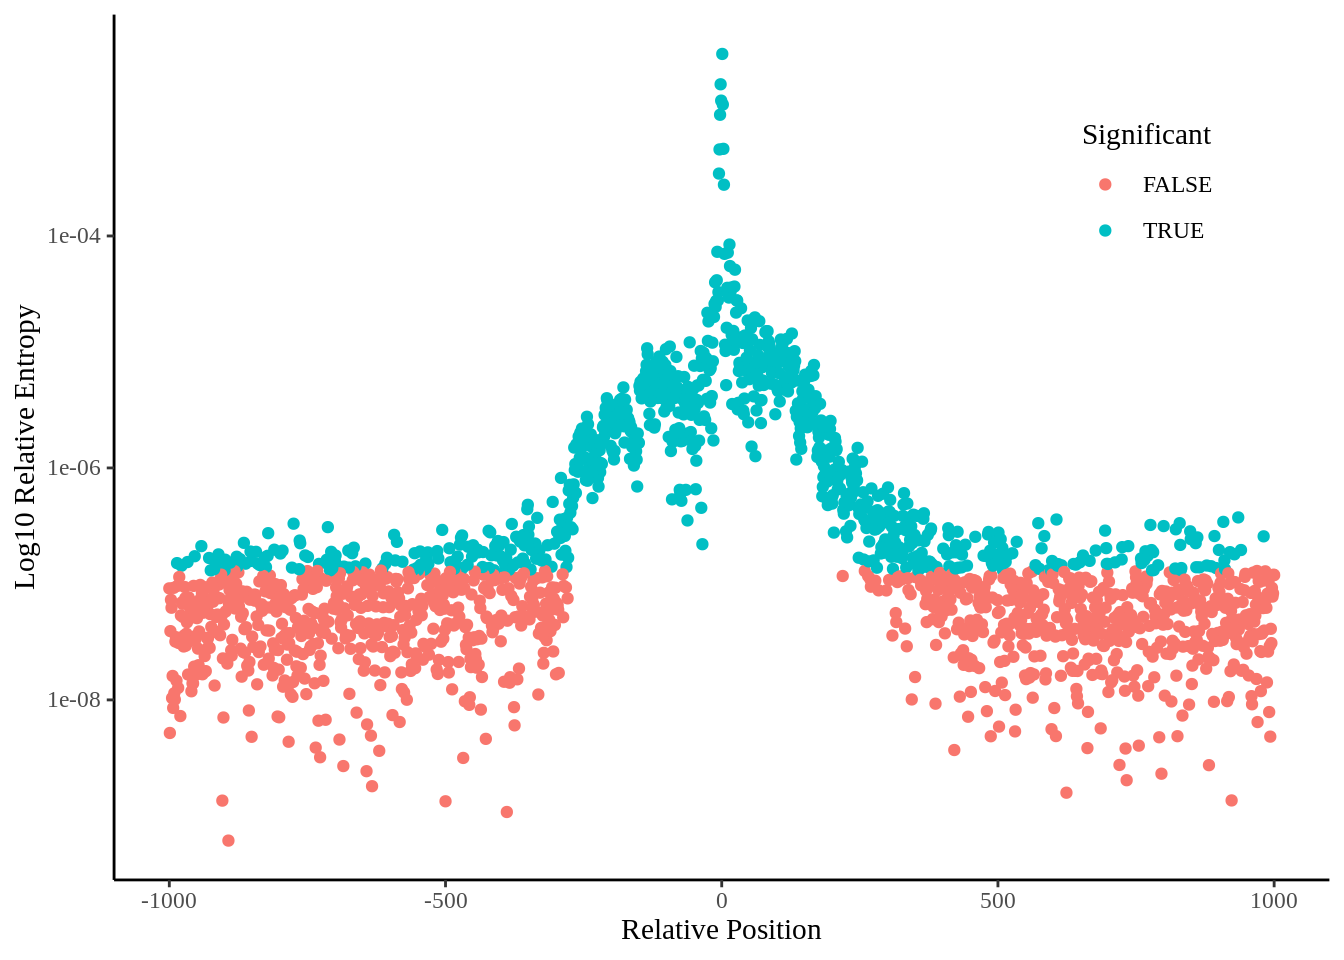 Significant
FALSE
TRUE
Log10 Relative Entropy
1e-04
1e-06
1e-08
-1000 -500 0 500 1000
Relative Position